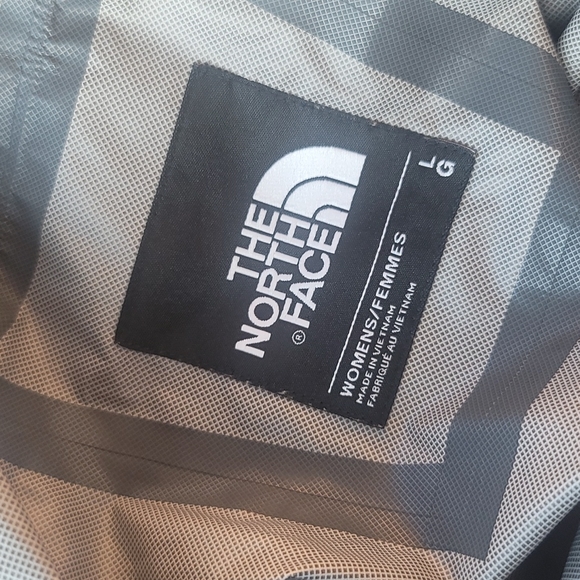 THE
NORTH
FACE®
WOMENS/FEMMES
MADE IN VIETNAM
FABRIQUÉ AU VIETNAM
L
G